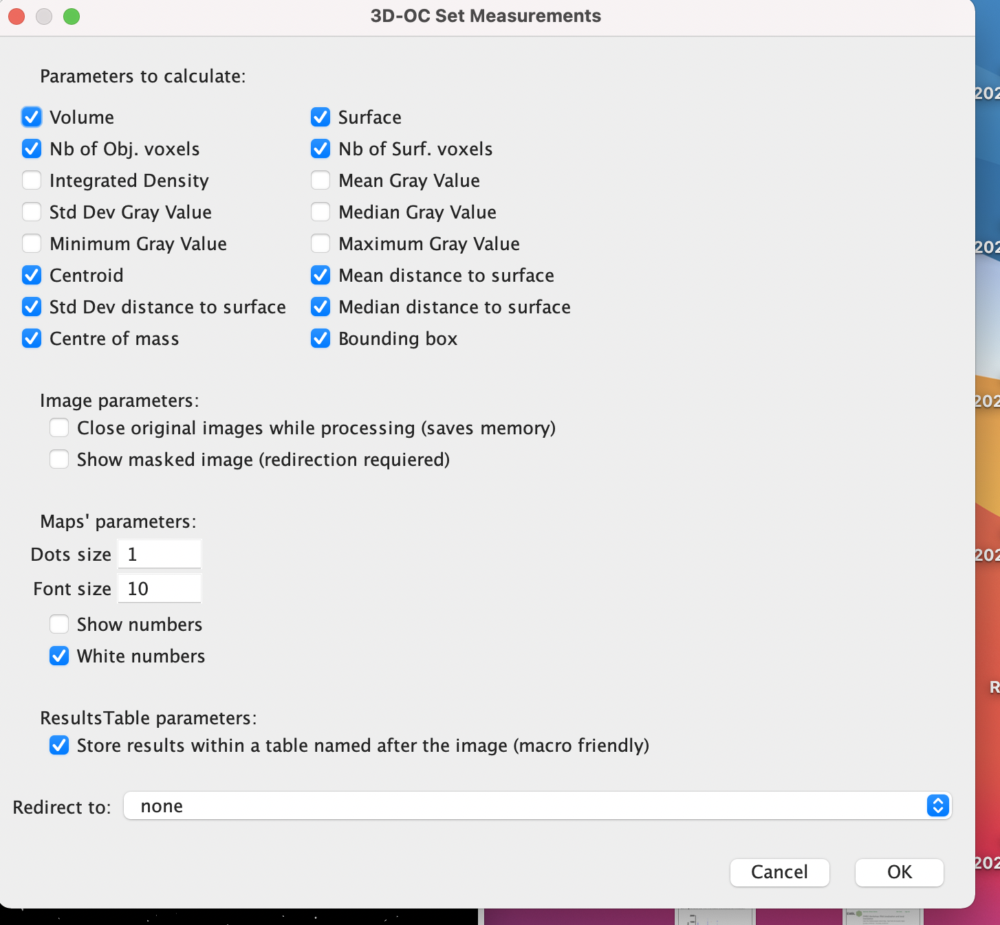 3D-OC Set Measurements
Parameters to calculate:
Volume
Surface
Nb of Obj. voxels
Nb of Surf. voxels
Integrated Density
Mean Gray Value
Std Dev Gray Value
Median Gray Value
Minimum Gray Value
Maximum Gray Value
Centroid
Mean distance to surface
Std Dev distance to surface
Median distance to surface
Centre of mass
Bounding box
Image parameters:
Close original images while processing (saves memory)
Show masked image (redirection requiered)
Maps' parameters:
Dots size 1
Font size 10
Show numbers
White numbers
ResultsTable parameters:
Store results within a table named after the image (macro friendly)
Redirect to: none
Cancel
OK
202
202
202
202
R
202